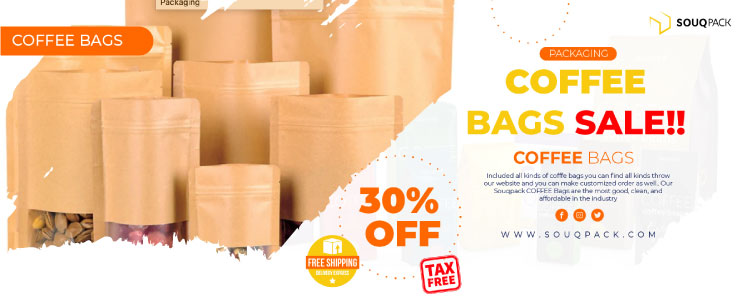 Packaging
COFFEE BAGS
SOUQPACK
PACKAGING
COFFEE
BAGS SALE!!
COFFEE BAGS
Included all kinds of cofffe bags you can find all kinds throw
our website and you can make customized order as well.. Our
Souqpack COFFEE Bags are the most good, clean, and
affordable in the industry
WWW.SOUQPACK.COM
30%
OFF
FREE SHIPPING
TAX
FREE